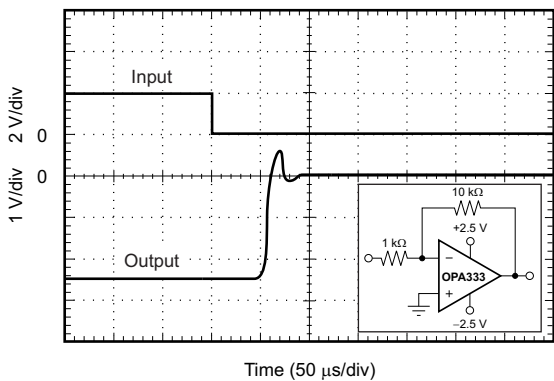 2 V/div
1 V/div
0
0
Input
Output
10 kΩ
+2.5 V
1 kΩ
−
OPA333
+
−2.5 V
Time (50 µs/div)